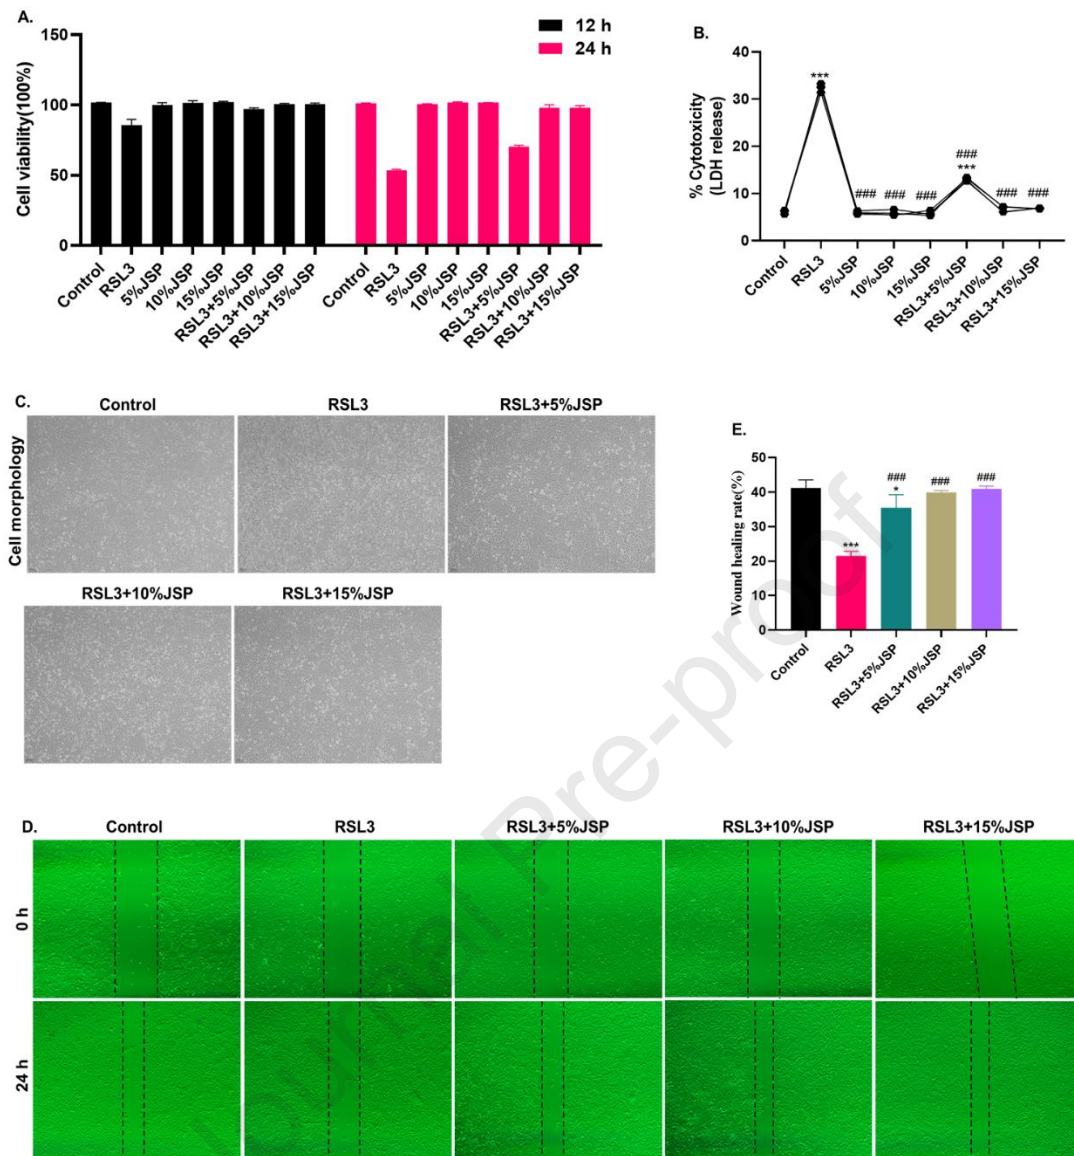 A.
12 h
24 h
Cell viability(100%)
150
100
50
0
Control
RSL3
5%JSP
10%JSP
15%JSP
RSL3+5%JSP
RSL3+10%JSP
RSL3+15%JSP
Control
RSL3
5%JSP
10%JSP
15%JSP
RSL3+5%JSP
RSL3+10%JSP
RSL3+15%JSP
B.
% Cytotoxicity
(LDH release)
40
30
20
10
0
***
###
###
###
###
***
###
###
Control
RSL3
5%JSP
10%JSP
15%JSP
RSL3+5%JSP
RSL3+10%JSP
RSL3+15%JSP
C.
Control
RSL3
RSL3+5%JSP
Cell morphology
RSL3+10%JSP
RSL3+15%JSP
E.
Wound healing rate(%)
50
40
30
20
10
0
***
###
*
###
###
Control
RSL3
RSL3+5%JSP
RSL3+10%JSP
RSL3+15%JSP
D.
Control
RSL3
RSL3+5%JSP
RSL3+10%JSP
RSL3+15%JSP
0 h
24 h
Journal Pre-proof